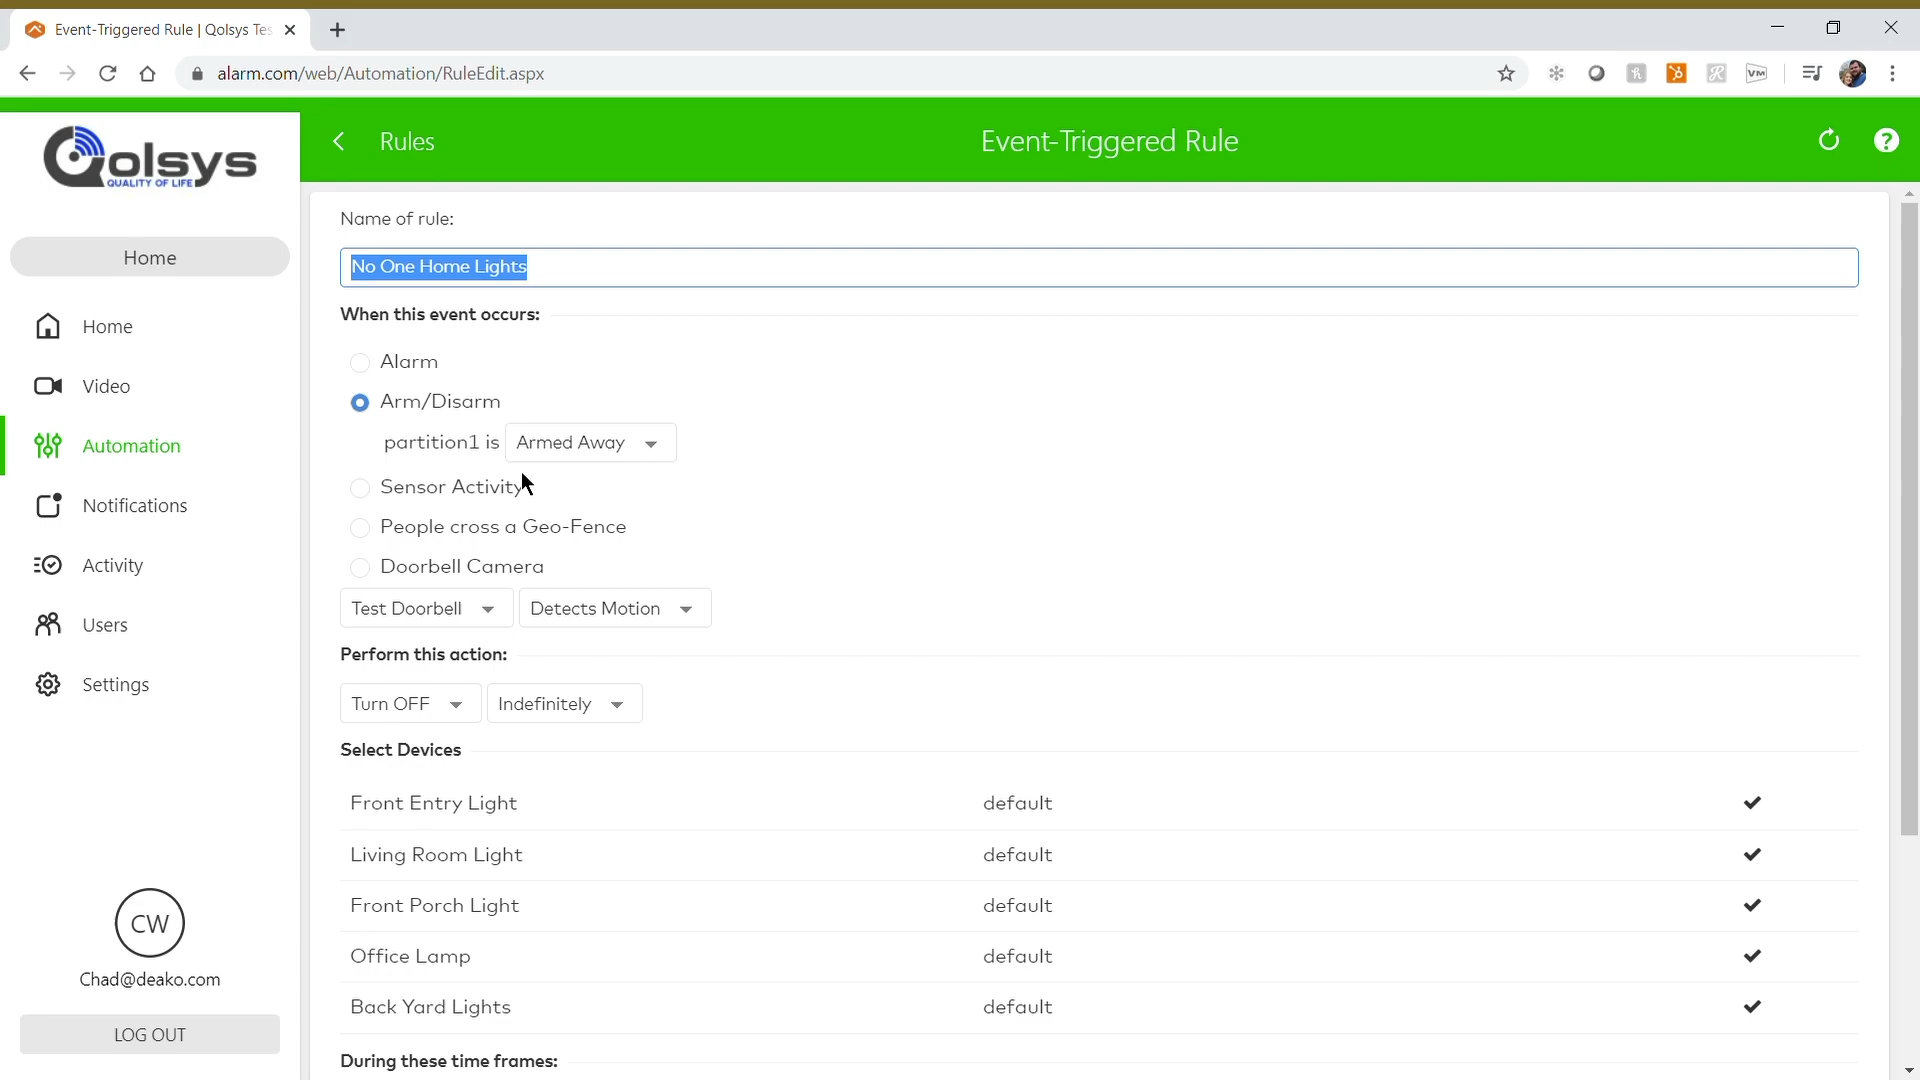 Event-Triggered Rule | Qolsys Tes
alarm.com/web/Automation/RuleEdit.aspx
VM
Qolsys
QUALITY OF LIFE
Home
Home
Video
Automation
Notifications
Activity
Users
Settings
CW
Chad@deako.com
LOG OUT
Rules
Event-Triggered Rule
?
Name of rule:
No One Home Lights
When this event occurs:
Alarm
Arm/Disarm
partition1 is Armed Away
Sensor Activity
People cross a Geo-Fence
Doorbell Camera
Test Doorbell Detects Motion
Perform this action:
Turn OFF Indefinitely
Select Devices
Front Entry Light default
Living Room Light default
Front Porch Light default
Office Lamp default
Back Yard Lights default
During these time frames: